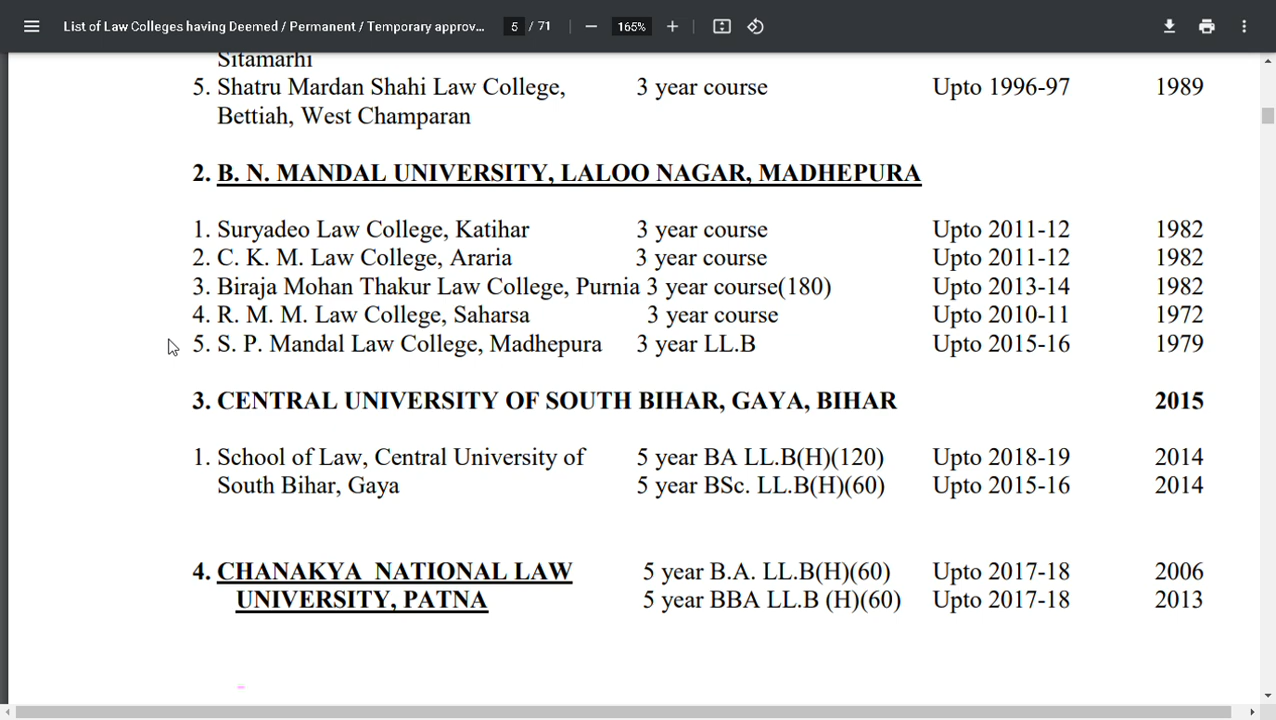 List of Law Colleges having Deemed / Permanent / Temporary approv... 5 / 71 165%
Sitamarhi
5. Shatru Mardan Shahi Law College, 3 year course Upto 1996-97 1989
Bettiah, West Champaran
2. B. N. MANDAL UNIVERSITY, LALOO NAGAR, MADHEPURA
1. Suryadeo Law College, Katihar 3 year course Upto 2011-12 1982
2. C. K. M. Law College, Araria 3 year course Upto 2011-12 1982
3. Biraja Mohan Thakur Law College, Purnia 3 year course(180) Upto 2013-14 1982
4. R. M. M. Law College, Saharsa 3 year course Upto 2010-11 1972
5. S. P. Mandal Law College, Madhepura 3 year LL.B Upto 2015-16 1979
3. CENTRAL UNIVERSITY OF SOUTH BIHAR, GAYA, BIHAR 2015
1. School of Law, Central University of 5 year BA LL.B(H)(120) Upto 2018-19 2014
South Bihar, Gaya 5 year BSc. LL.B(H)(60) Upto 2015-16 2014
4. CHANAKYA NATIONAL LAW 5 year B.A. LL.B(H)(60) Upto 2017-18 2006
UNIVERSITY, PATNA 5 year BBA LL.B (H)(60) Upto 2017-18 2013